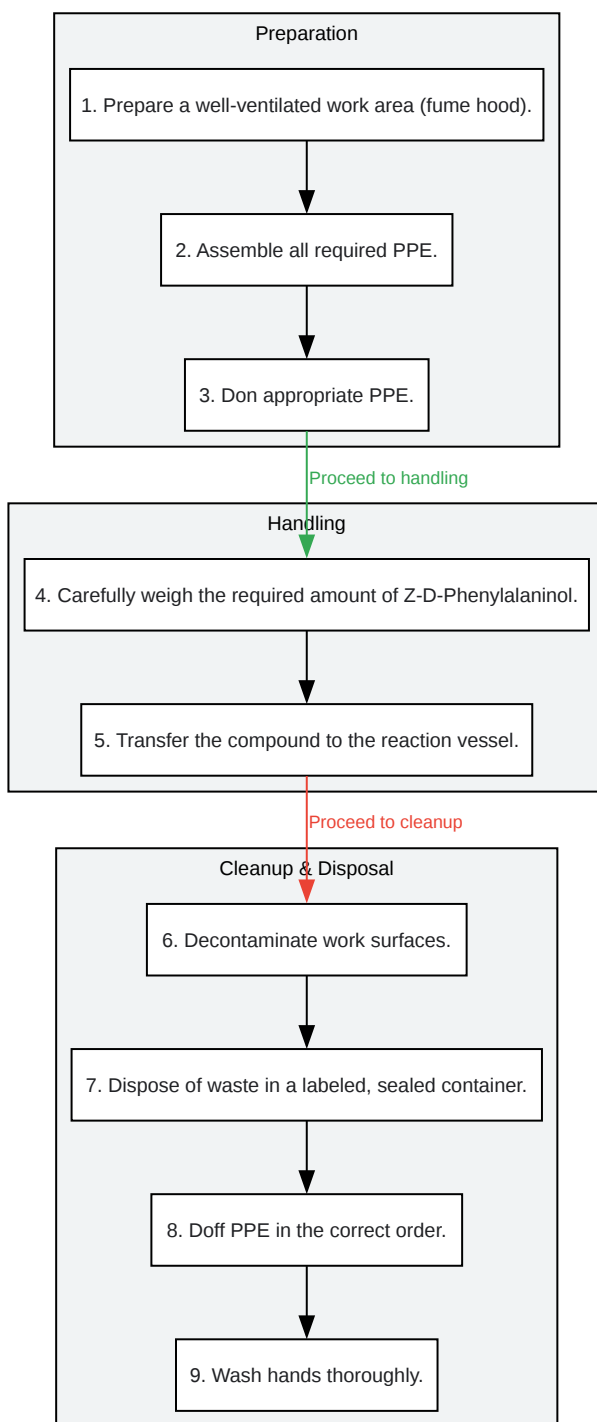 Preparation
1. Prepare a well-ventilated work area (fume hood).
2. Assemble all required PPE.
3. Don appropriate PPE.
Proceed to handling
Handling
4. Carefully weigh the required amount of Z-D-Phenylalaninol.
5. Transfer the compound to the reaction vessel.
Proceed to cleanup
Cleanup & Disposal
6. Decontaminate work surfaces.
7. Dispose of waste in a labeled, sealed container.
8. Doff PPE in the correct order.
9. Wash hands thoroughly.